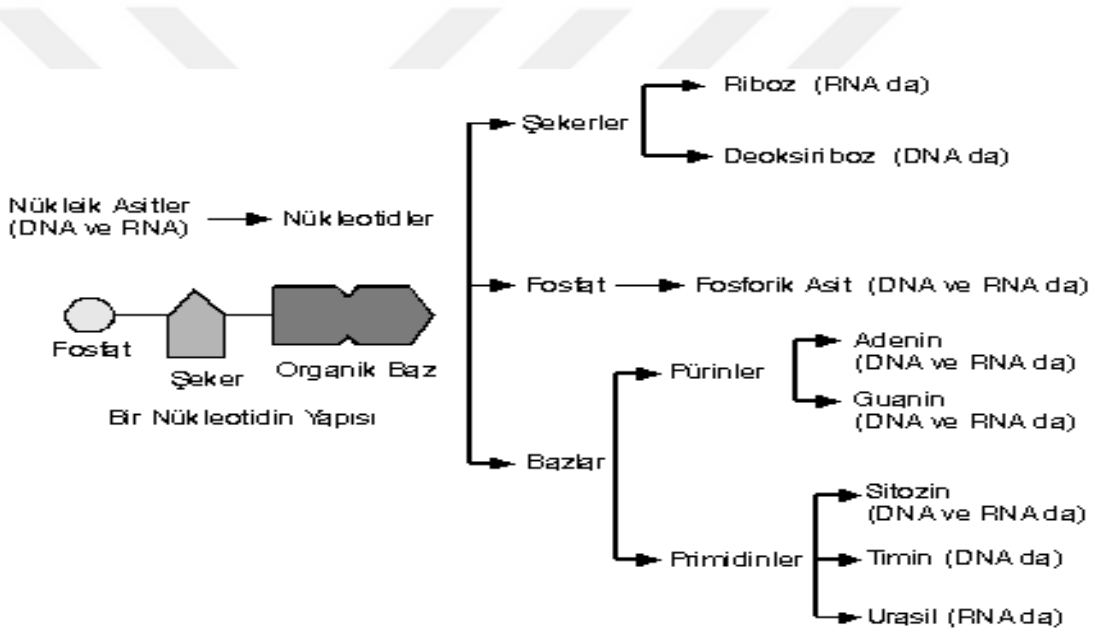 Riboz (RNA da)
Şekerler
Deoksiriboz (DNA da)
Nükleik Asitler
(DNA ve RNA)
Nükleotidler
Fosfat
Fosforik Asit (DNA ve RNA da)
Fosfat
Şeker
Organik Baz
Bir Nükleotidin Yapısı
Adenin
(DNA ve RNA da)
Pürinler
Guanin
(DNA ve RNA da)
Bazlar
Sitozin
(DNA ve RNA da)
Primidinler
Timin (DNA da)
Urasil (RNA da)